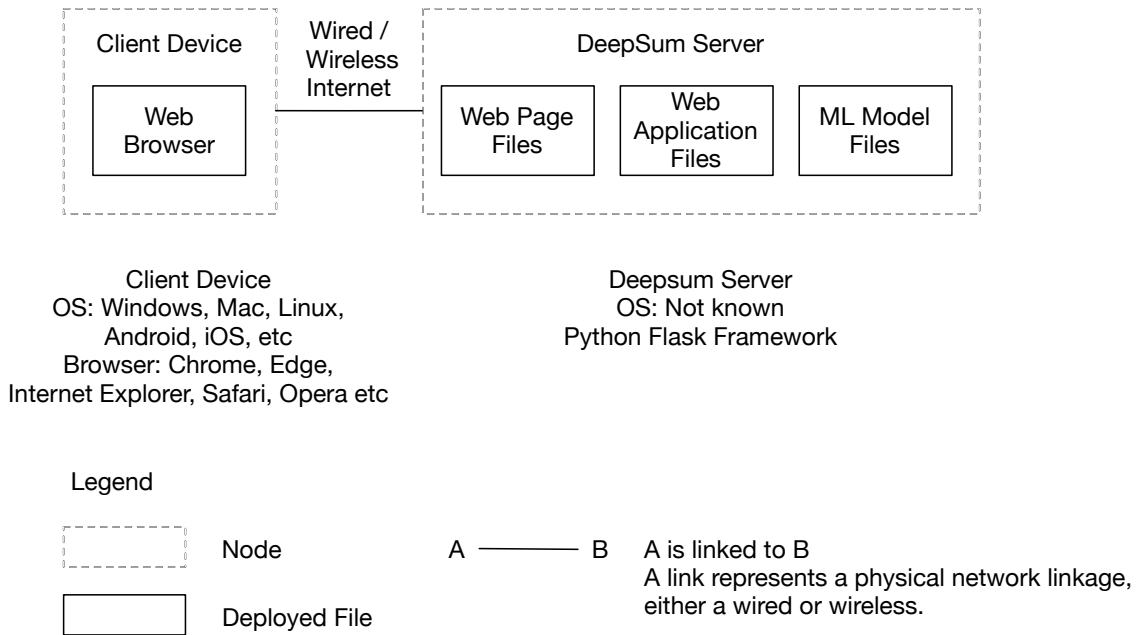 Client Device
Wired /
Wireless
Internet
DeepSum Server
Web
Browser
Web Page
Files
Web
Application
Files
ML Model
Files
Client Device
OS: Windows, Mac, Linux,
Android, iOS, etc
Browser: Chrome, Edge,
Internet Explorer, Safari, Opera etc
Deepsum Server
OS: Not known
Python Flask Framework
Legend
Node
A
B
A is linked to B
A link represents a physical network linkage,
either a wired or wireless.
Deployed File